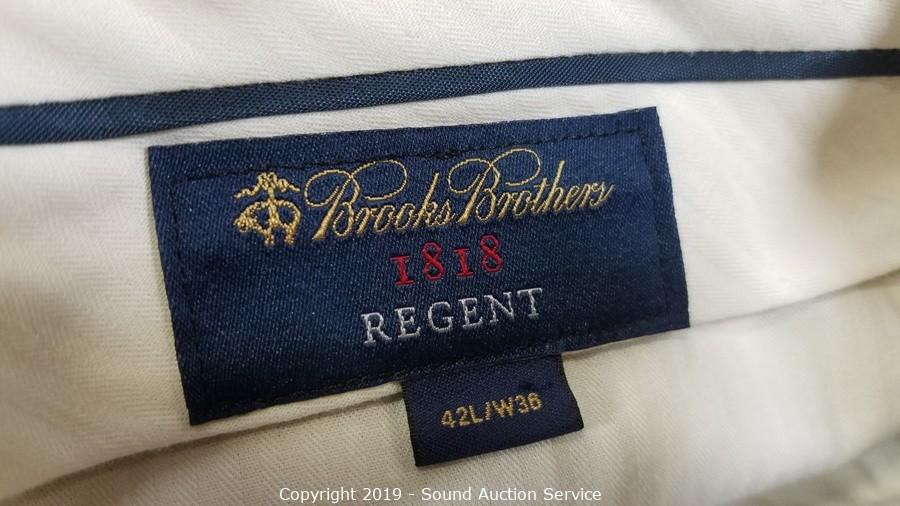 Brooks Brothers
1818
REGENT
42L/W36
Copyright 2019 - Sound Auction Service